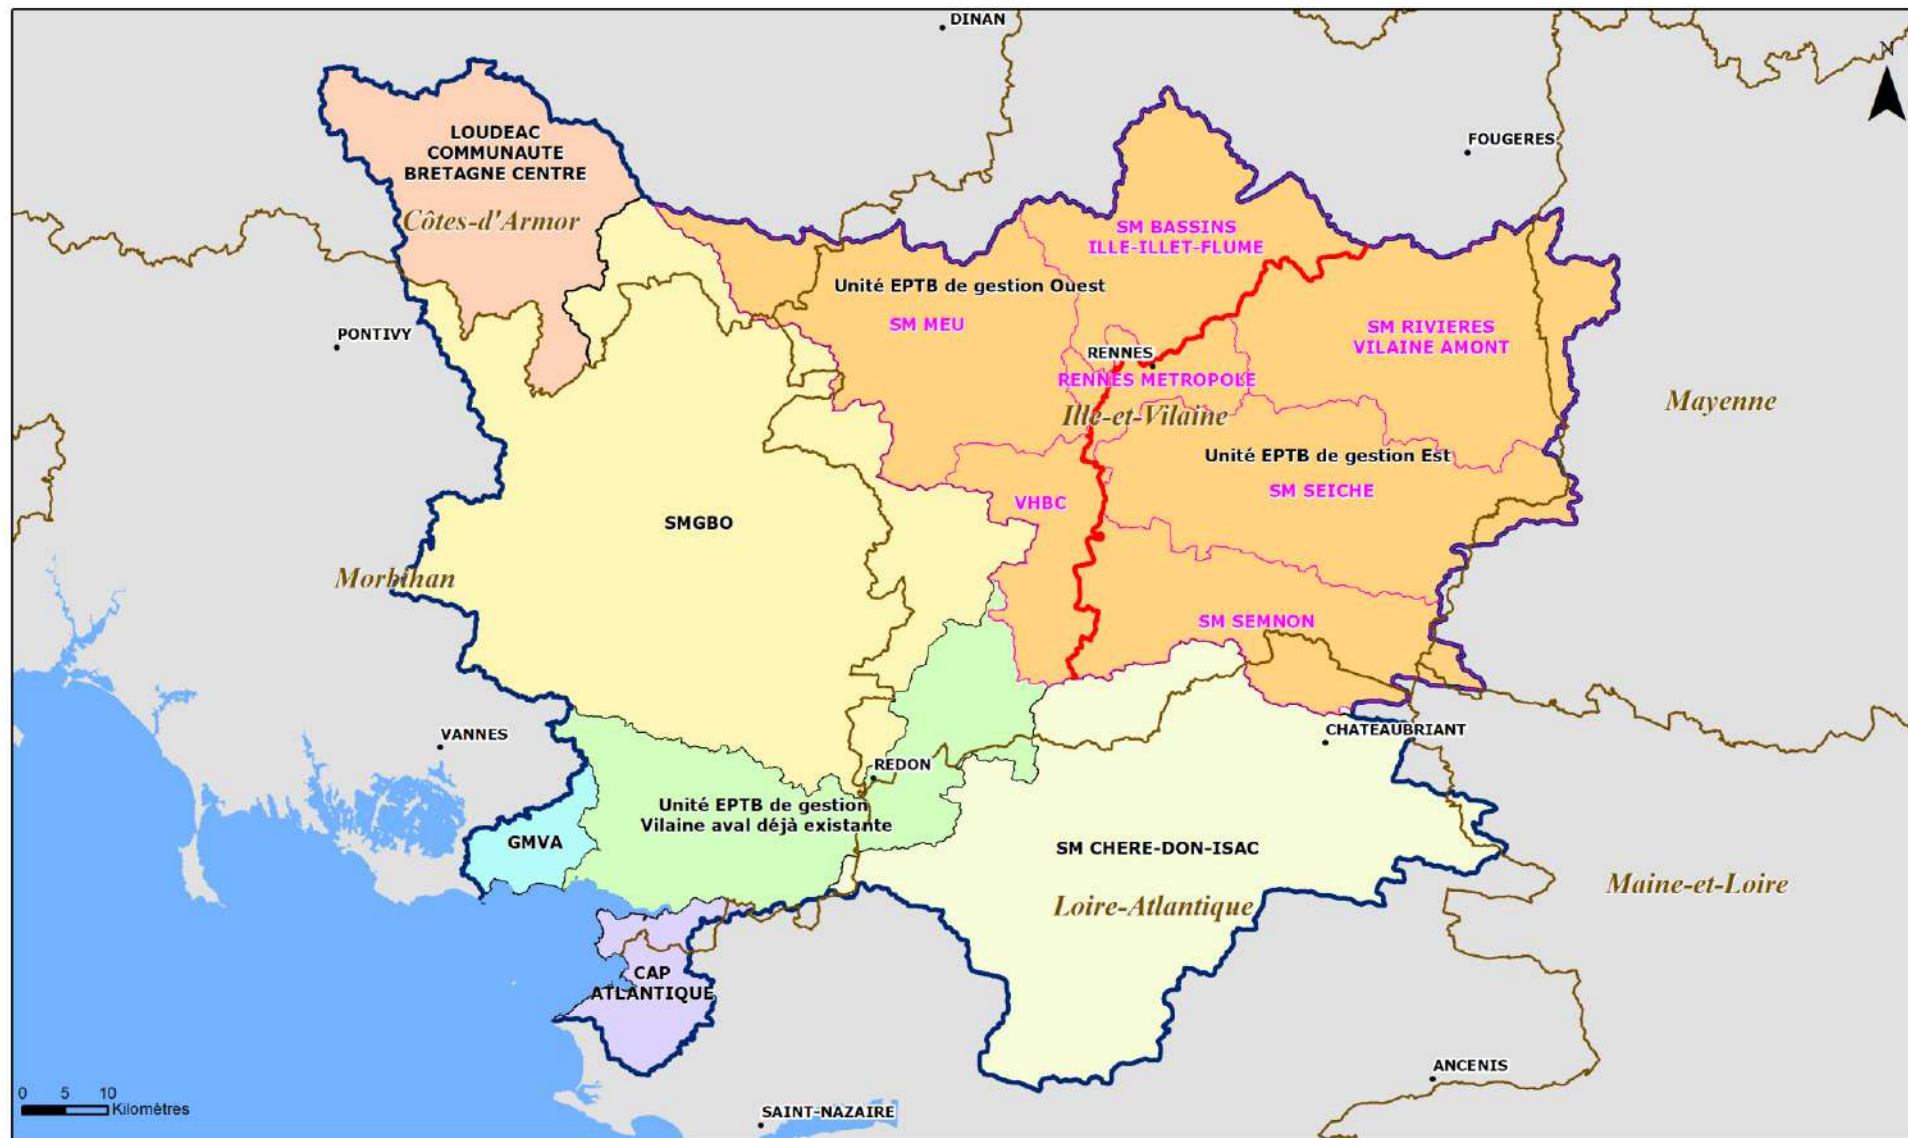 DINAN
N
LOUDEAC
COMMUNAUTE
BRETAGNE CENTRE
FOUGERES
Côtes-d'Armor
SM BASSINS
ILLE-ILLET-FLUME
Unité EPTB de gestion Ouest
SM MEU
PONTIVY
SM RIVIERES
VILAINE AMONT
RENNES
RENNES METROPOLE
Ille-et-Vilaine
Mayenne
Unité EPTB de gestion Est
SM SEICHE
VHBC
SMGBO
Morbihan
SM SEMNON
VANNES
CHATEAUBRIANT
REDON
Unité EPTB de gestion
Vilaine aval déjà existante
GMVA
SM CHERE-DON-ISAC
Maine-et-Loire
Loire-Atlantique
CAP
ATLANTIQUE
ANCENIS
0 5 10
Kilomètres
SAINT-NAZAIRE